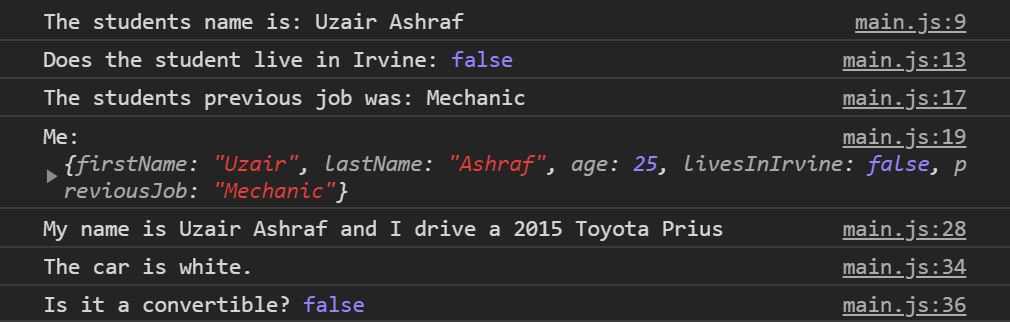 The students name is: Uzair Ashraf main.js:9
Does the student live in Irvine: false main.js:13
The students previous job was: Mechanic main.js:17
Me: main.js:19
{firstName: "Uzair", lastName: "Ashraf", age: 25, livesInIrvine: false, p
reviousJob: "Mechanic"}
My name is Uzair Ashraf and I drive a 2015 Toyota Prius main.js:28
The car is white. main.js:34
Is it a convertible? false main.js:36